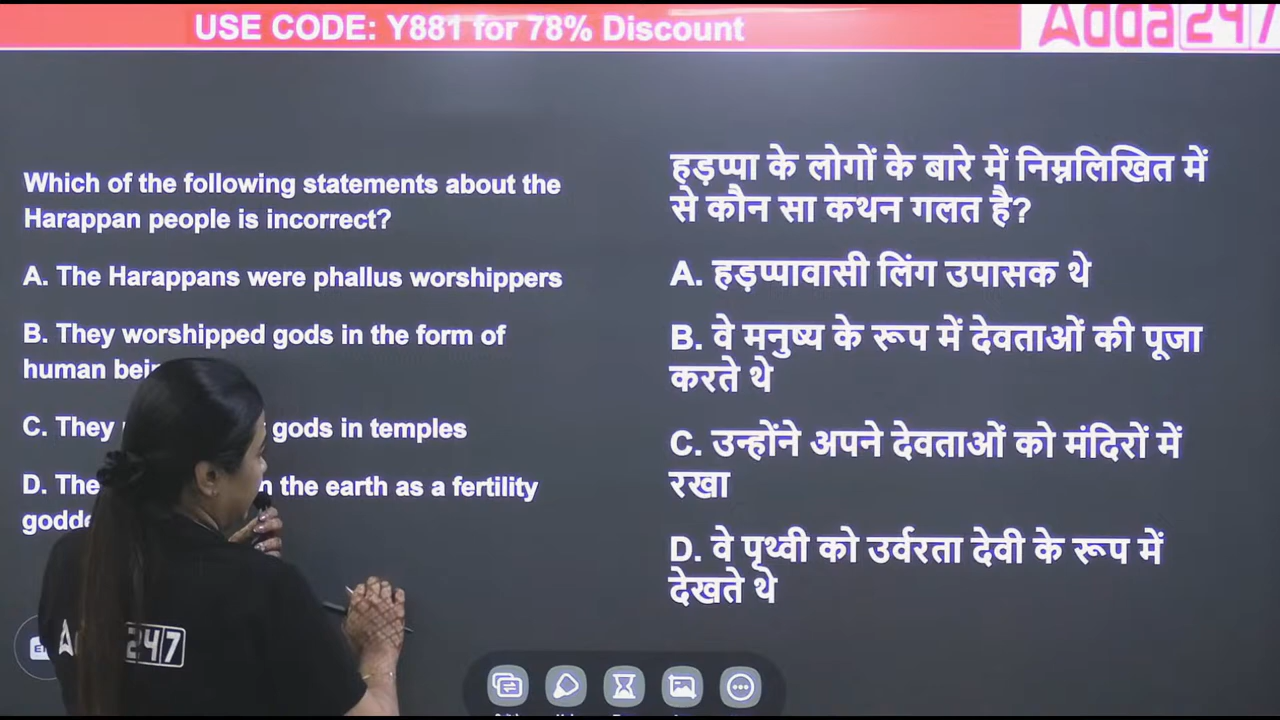 USE CODE: Y881 for 78% Discount
Adda247
Which of the following statements about the
Harappan people is incorrect?
A. The Harappans were phallus worshippers
B. They worshipped gods in the form of
human bein
C. They gods in temples
D. The the earth as a fertility
godde
हड़प्पा के लोगों के बारे में निम्नलिखित में
से कौन सा कथन गलत है?
A. हड़प्पावासी लिंग उपासक थे
B. वे मनुष्य के रूप में देवताओं की पूजा
करते थे
C. उन्होंने अपने देवताओं को मंदिरों में
रखा
D. वे पृथ्वी को उर्वरता देवी के रूप में
देखते थे
247